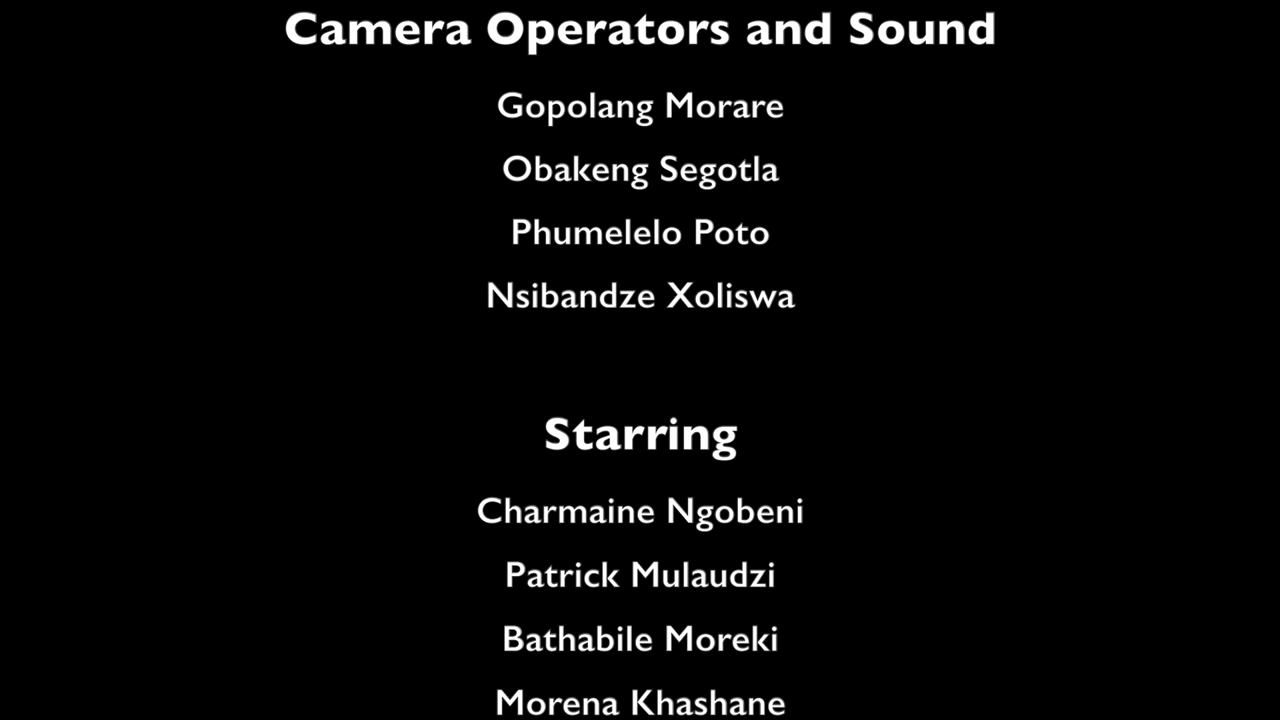 Camera Operators and Sound
Gopolang Morare
Obakeng Segotla
Phumelelo Poto
Nsibandze Xoliswa
Starring
Charmaine Ngobeni
Patrick Mulaudzi
Bathabile Moreki
Morena Khashane